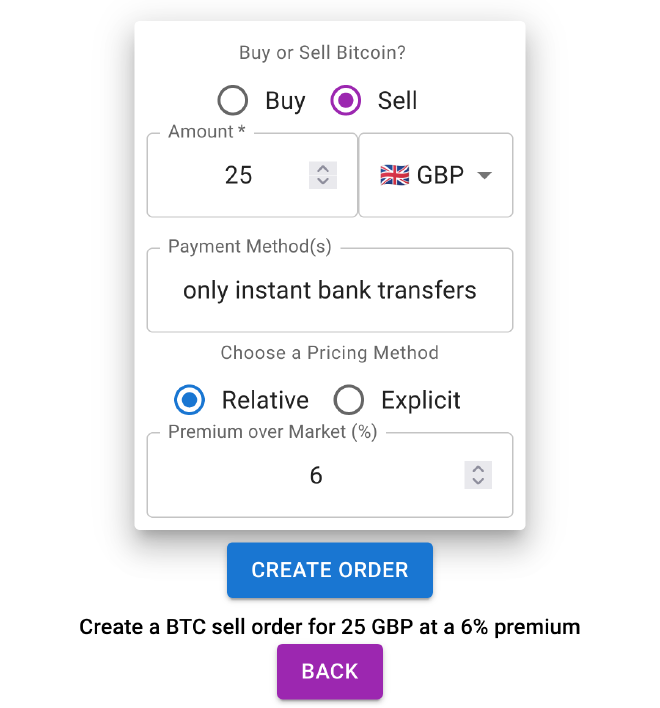 Buy or Sell Bitcoin?
Buy Sell
Amount *
25 GBP
Payment Method(s)
only instant bank transfers
Choose a Pricing Method
Relative Explicit
Premium over Market (%)
6
CREATE ORDER
Create a BTC sell order for 25 GBP at a 6% premium
BACK